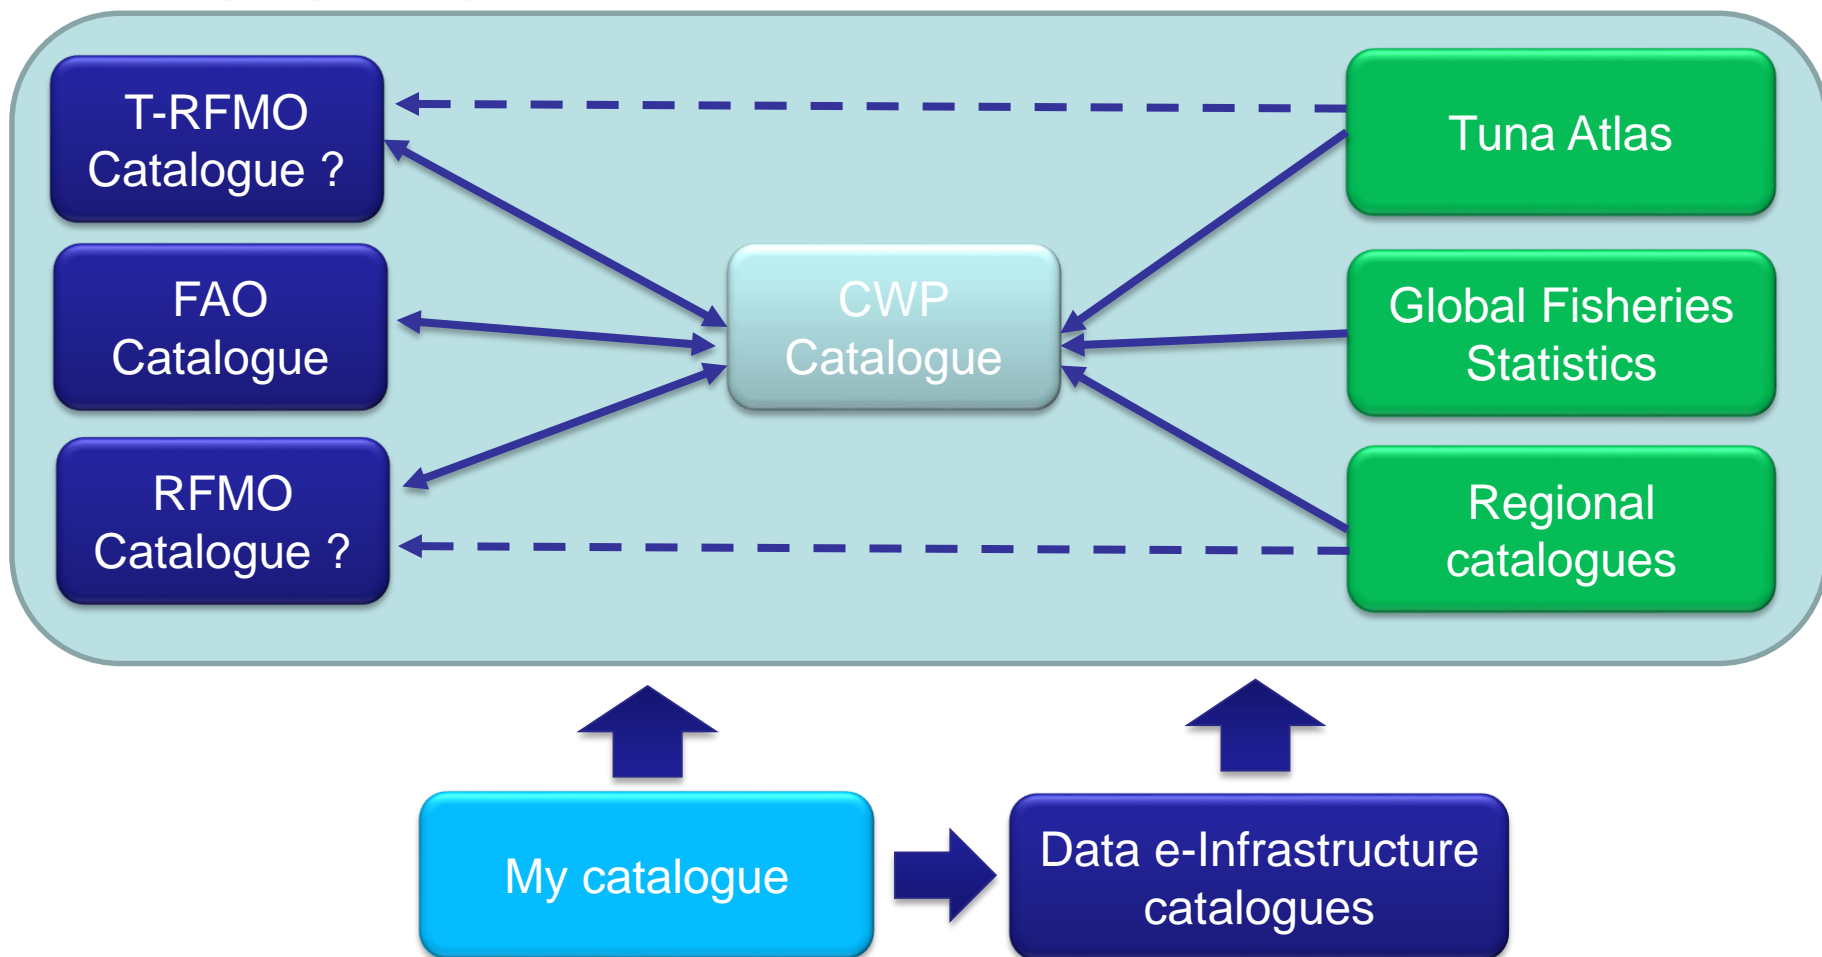 T-RFMO
Catalogue ?
Tuna Atlas
FAO
Catalogue
CWP
Catalogue
Global Fisheries
Statistics
RFMO
Catalogue ?
Regional
catalogues
My catalogue
Data e-Infrastructure
catalogues